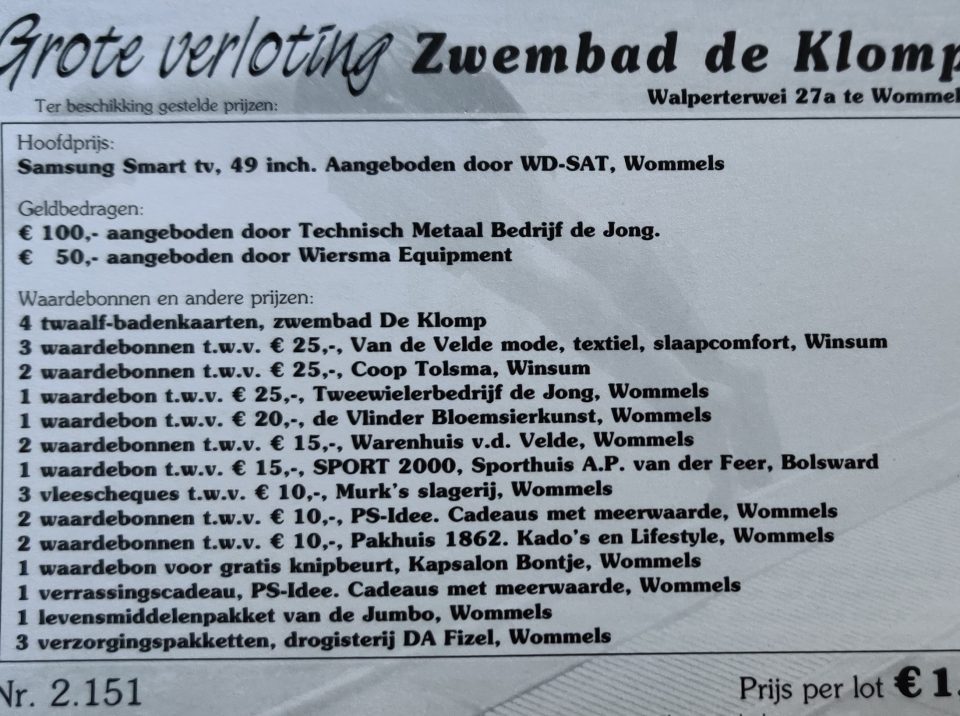 Grote verloting Zwembad de Klomp
Walperterwei 27a te Wommels
Ter beschikking gestelde prijzen:
Hoofdprijs:
Samsung Smart tv, 49 inch. Aangeboden door WD-SAT, Wommels
Geldbedragen:
€ 100,- aangeboden door Technisch Metaal Bedrijf de Jong.
€ 50,- aangeboden door Wiersma Equipment
Waardebonnen en andere prijzen:
4 twaalf-badenkaarten, zwembad De Klomp
3 waardebonnen t.w.v. € 25,-, Van de Velde mode, textiel, slaapcomfort, Winsum
2 waardebonnen t.w.v. € 25,-, Coop Tolsma, Winsum
1 waardebon t.w.v. € 25,-, Tweewielerbedrijf de Jong, Wommels
1 waardebon t.w.v. € 20,-, de Vlinder Bloemsierkunst, Wommels
2 waardebonnen t.w.v. € 15,-, Warenhuis v.d. Velde, Wommels
1 waardebon t.w.v. € 15,-, SPORT 2000, Sporthuis A.P. van der Feer, Bolsward
3 vleescheques t.w.v. € 10,-, Murk's slagerij, Wommels
2 waardebonnen t.w.v. € 10,-, PS-Idee. Cadeaus met meerwaarde, Wommels
2 waardebonnen t.w.v. € 10,-, Pakhuis 1862. Kado's en Lifestyle, Wommels
1 waardebon voor gratis knipbeurt, Kapsalon Bontje, Wommels
1 verrassingscadeau, PS-Idee. Cadeaus met meerwaarde, Wommels
1 levensmiddelenpakket van de Jumbo, Wommels
3 verzorgingspakketten, drogisterij DA Fizel, Wommels
Nr. 2.151
Prijs per lot € 1.